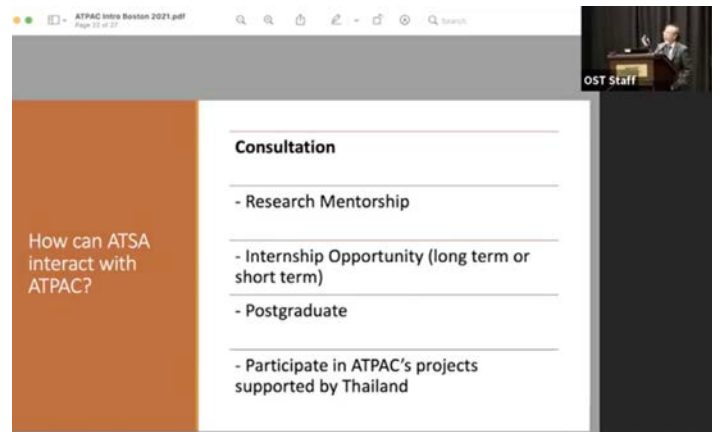 ATPAC Intro Boston 2021.pdf
Page 22 of 27
Search
OST Staff
How can ATSA
interact with
ATPAC?
Consultation
- Research Mentorship
- Internship Opportunity (long term or
short term)
- Postgraduate
- Participate in ATPAC's projects
supported by Thailand